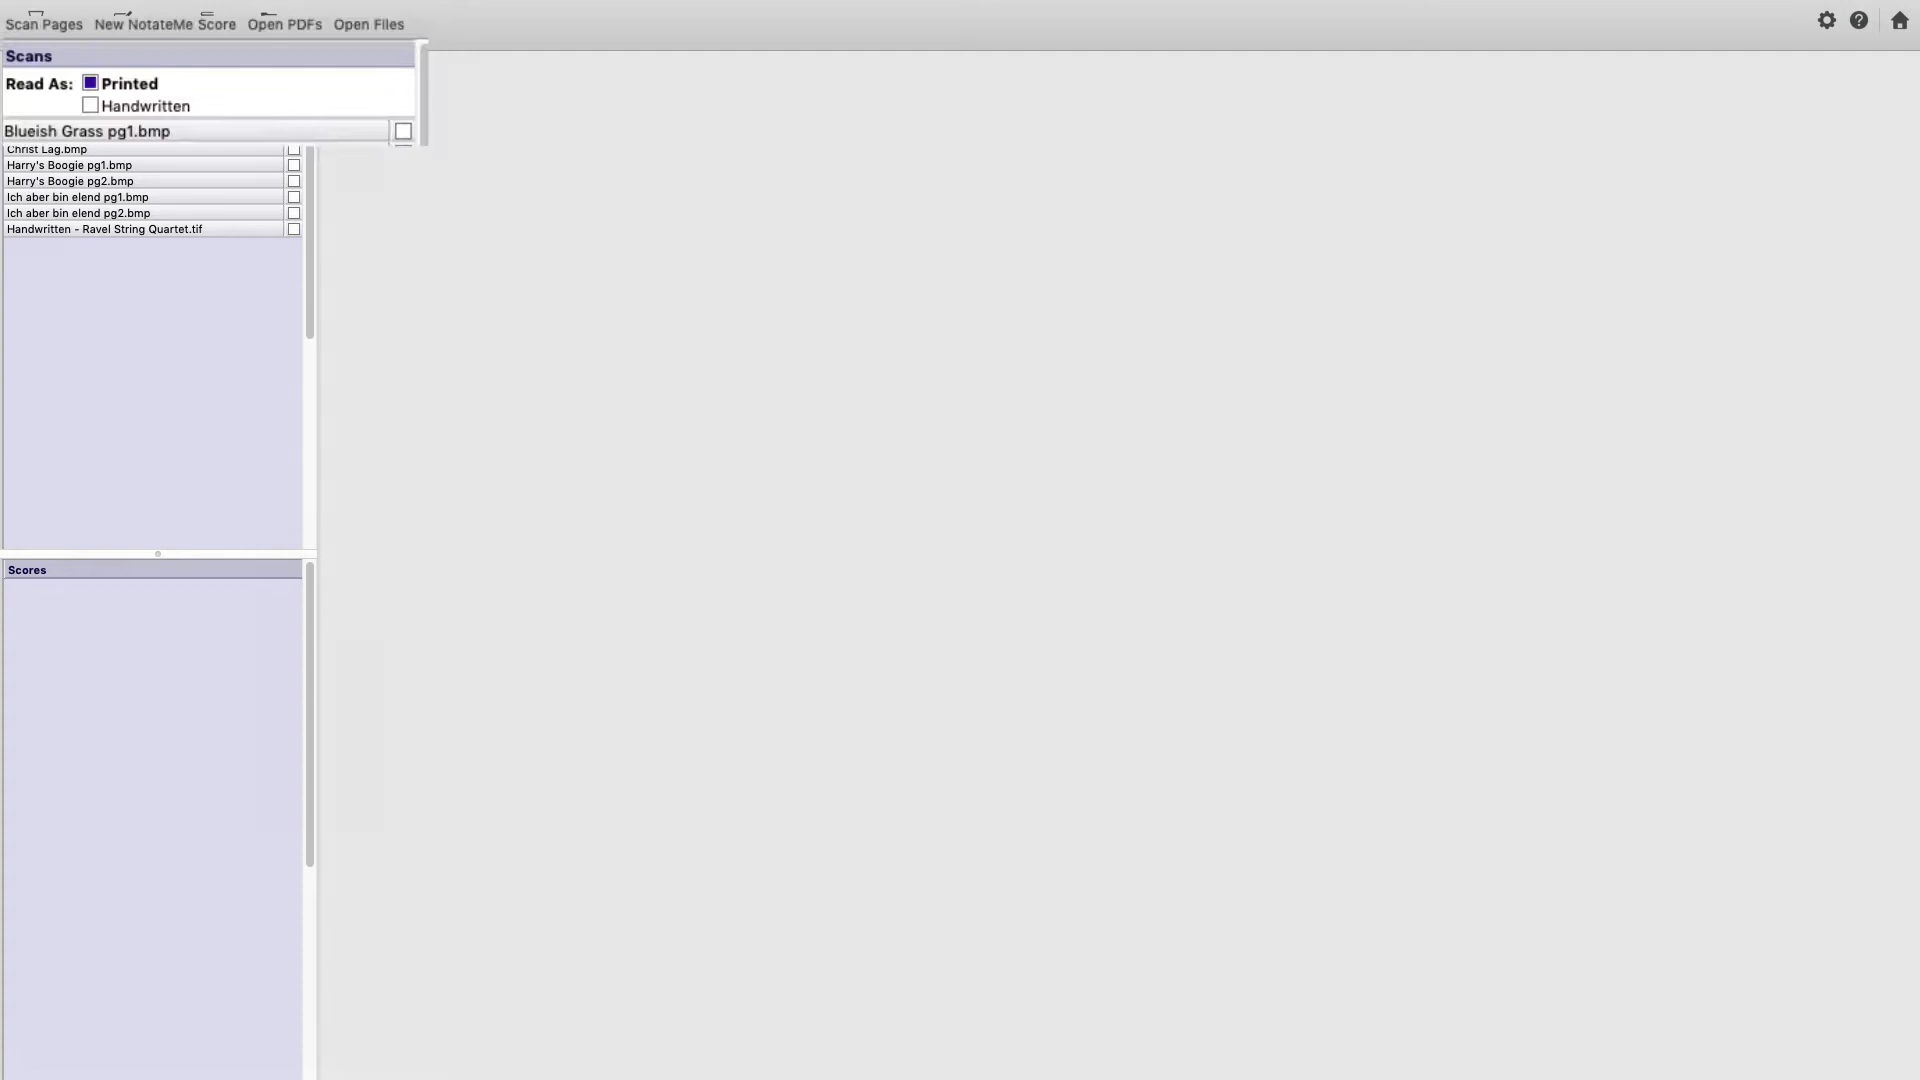 Scan Pages New NotateMe Score Open PDFs Open Files
Scans
Read As: Printed
Handwritten
Blueish Grass pg1.bmp
Christ Lag.bmp
Harry's Boogie pg1.bmp
Harry's Boogie pg2.bmp
Ich aber bin elend pg1.bmp
Ich aber bin elend pg2.bmp
Handwritten - Ravel String Quartet.tif
Scores